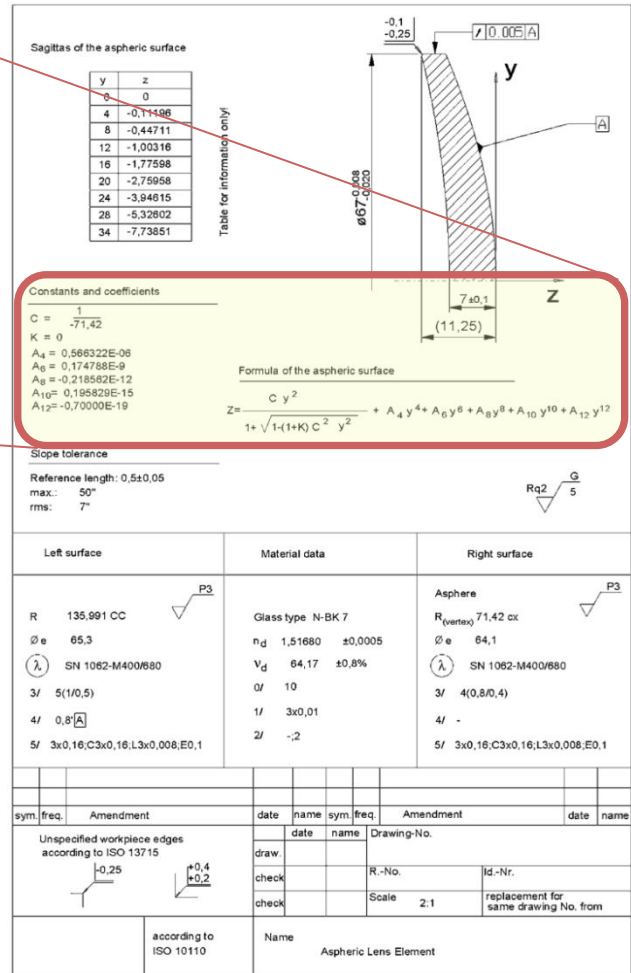 Sagittas of the aspheric surface
-0,1
-0,25
0.005 A
y
A
y z
0 0
4 -0,11196
8 -0,44711
12 -1,00316
16 -1,77598
20 -2,75958
24 -3,94615
28 -5,32602
34 -7,73851
Table for information only!
ø67 -0,008 -0,020
z
7±0,1
(11,25)
Constants and coefficients
C = 1 / -71,42
K = 0
A4 = 0,566322E-06
A6 = 0,174788E-9
A8 = -0,218562E-12
A10= 0,195829E-15
A12= -0,70000E-19
Formula of the aspheric surface
Z= C y² / 1+ √1-(1+K) C² y² + A4 y⁴+ A6 y⁶ + A8 y⁸+ A10 y¹⁰ + A12 y¹²
Slope tolerance
Reference length: 0,5±0,05
max.: 50"
rms: 7"
Rq2 G 5
Left surface
P3
R 135,991 CC
Ø e 65,3
λ SN 1062-M400/680
3/ 5(1/0,5)
4/ 0,8' A
5/ 3x0,16;C3x0,16;L3x0,008;E0,1
Material data
Glass type N-BK 7
nd 1,51680 ±0,0005
Vd 64,17 ±0,8%
0/ 10
1/ 3x0,01
2/ -;2
Right surface
P3
Asphere
R(vertex) 71,42 cx
Ø e 64,1
λ SN 1062-M400/680
3/ 4(0,8/0,4)
4/ -
5/ 3x0,16;C3x0,16;L3x0,008;E0,1
sym. freq. Amendment date name sym. freq. Amendment date name
Unspecified workpiece edges
according to ISO 13715
-0,25
+0,4
+0,2
date name Drawing-No.
draw.
check R.-No. Id.-Nr.
check Scale 2:1 replacement for
same drawing No. from
according to
ISO 10110
Name
Aspheric Lens Element